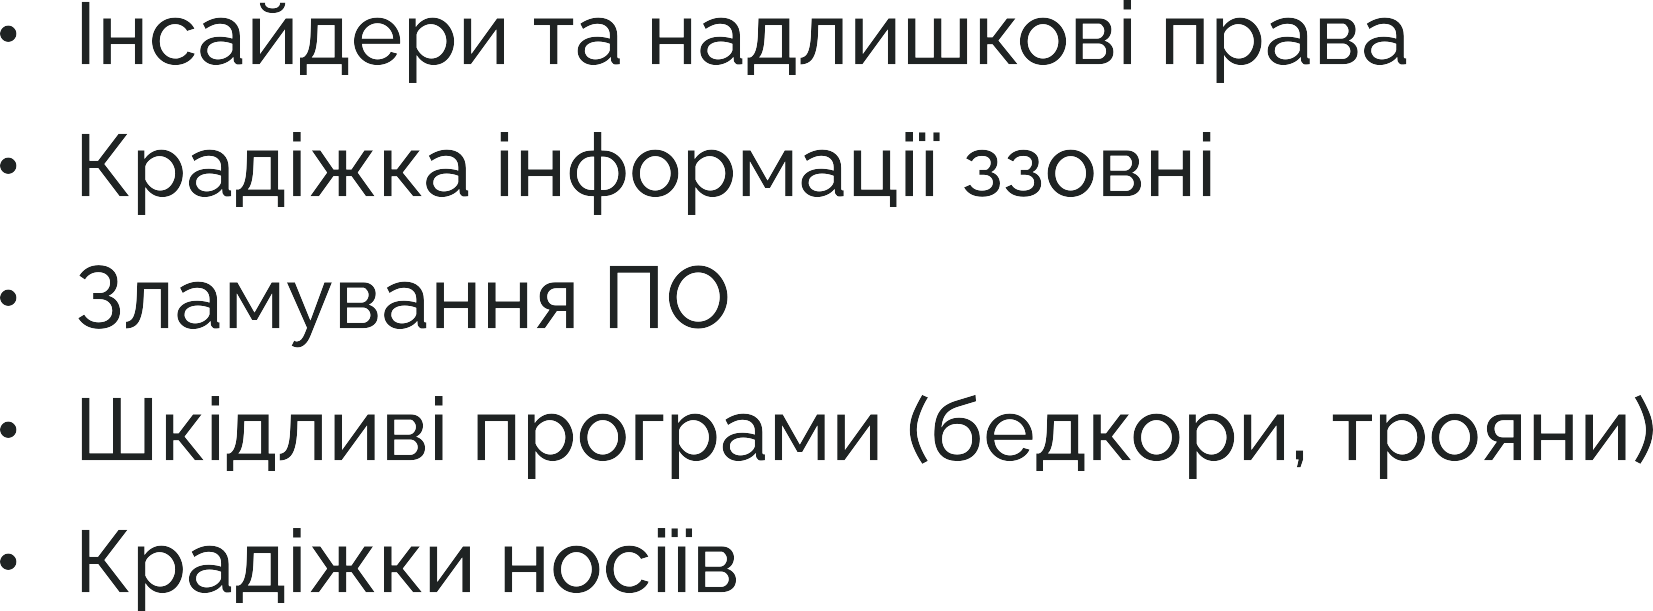 • Інсайдери та надлишкові права
• Крадіжка інформації ззовні
• Зламування ПО
• Шкідливі програми (бедкори, трояни)
• Крадіжки носіїв